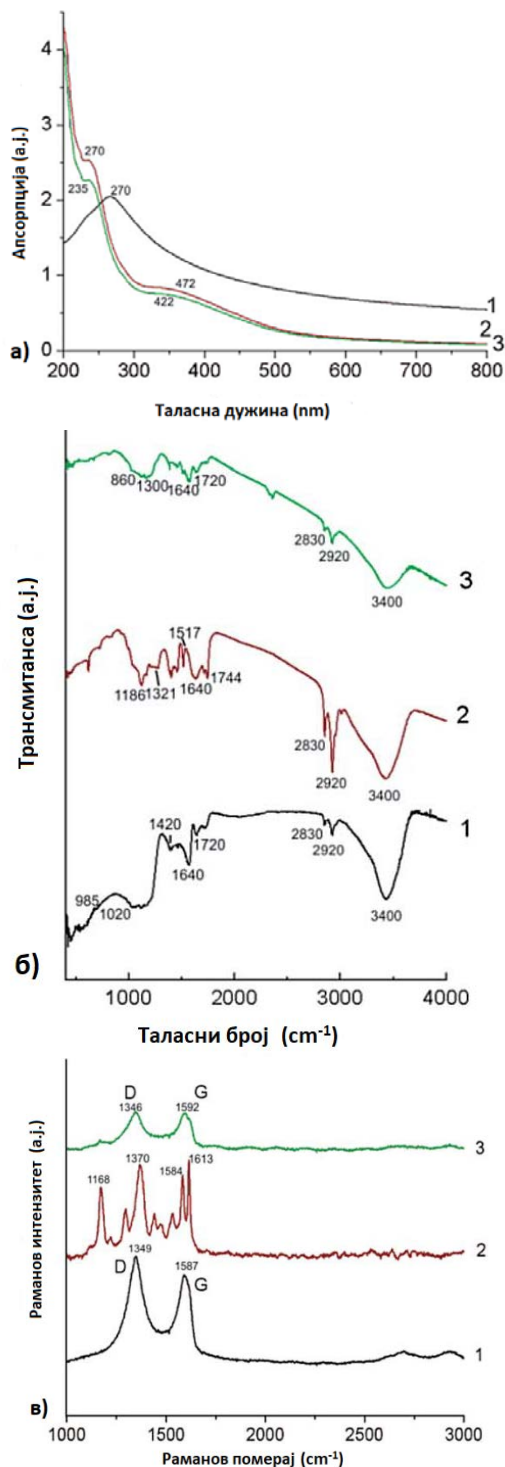 Апсорпција (a.j.)
4
3
2
1
0
270
235
270
472
422
1
2
3
а)
200 300 400 500 600 700 800
Таласна дужина (nm)
Трансмитанса (a.j.)
860 1300 1640 1720
2830
2920
3400
3
1517
1186 1321 1640 1744
2830
2920
3400
2
1420
985 1020
1640
1720
2830
2920
3400
1
б)
1000 2000 3000 4000
Таласни број (cm⁻¹)
Раманов интензитет (a.j.)
D G
1346 1592
3
1168 1370 1584 1613
2
D 1349 1587 G
1
в)
1000 1500 2000 2500 3000
Раманов померај (cm⁻¹)